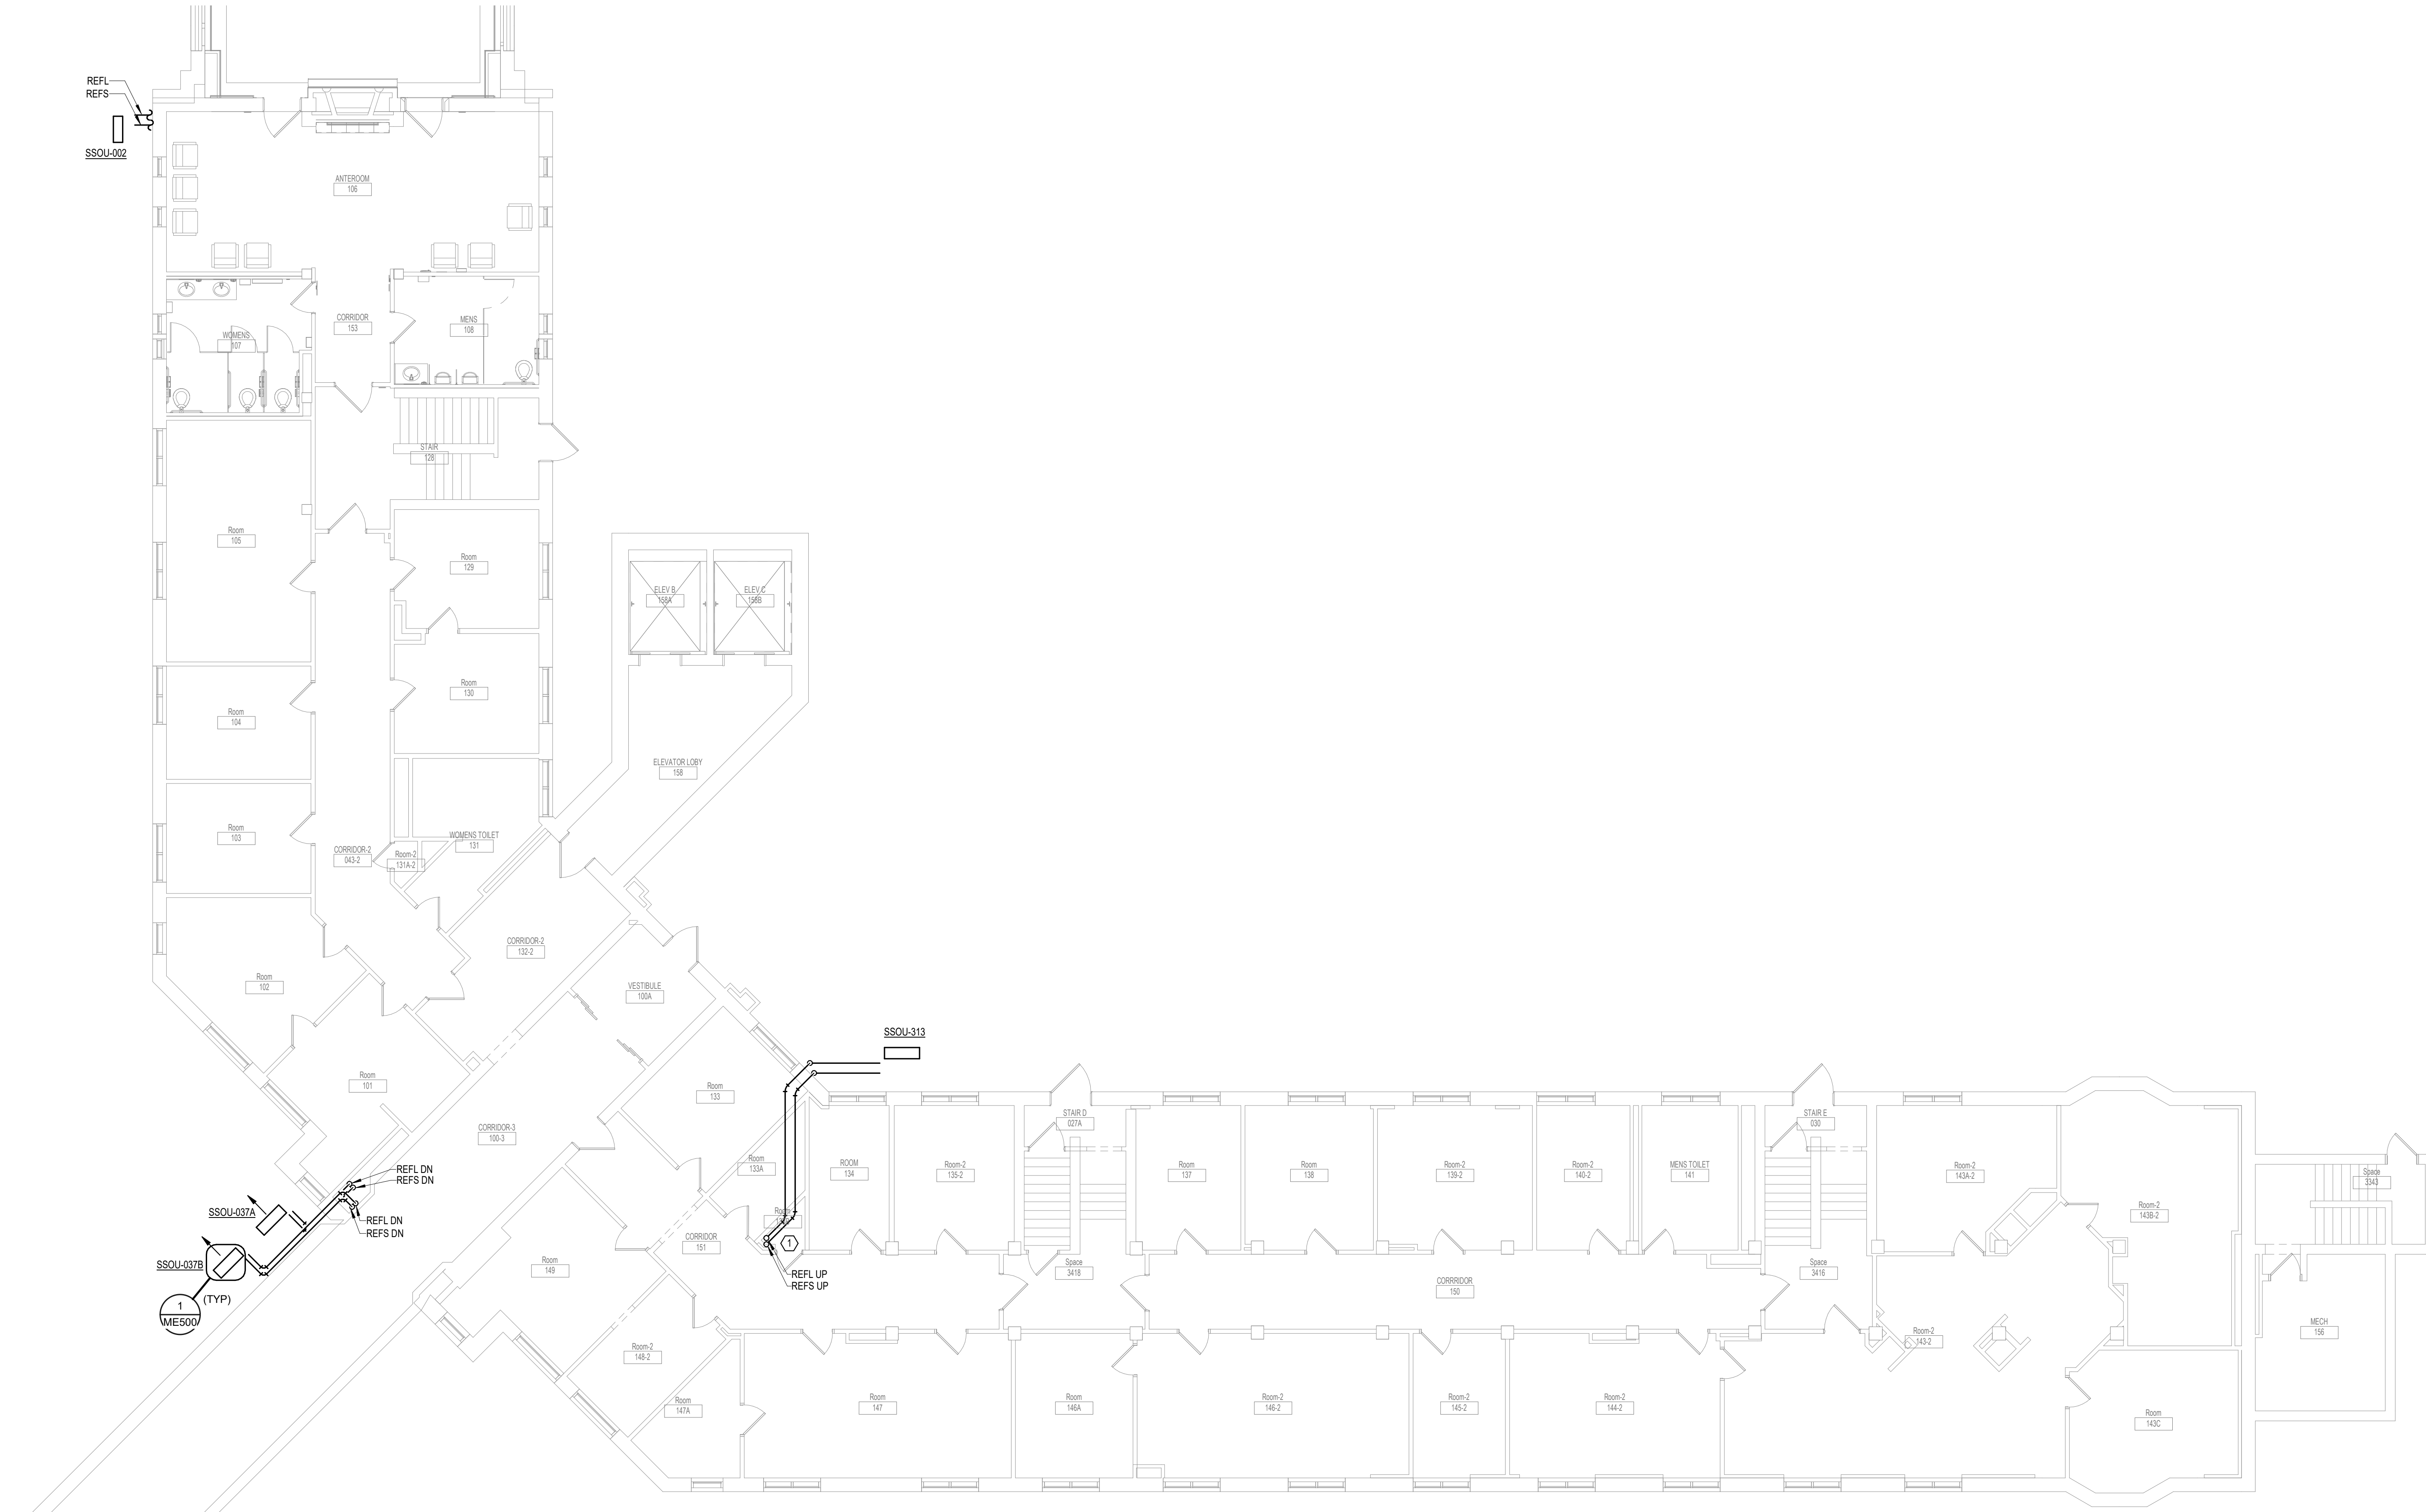 REFL
REFS
SSOU-002
ANTEROOM
106
WOMENS
107
CORRIDOR
153
MENS
108
STAIR
128
Room
105
Room
129
ELEV B
158A
ELEV C
158B
Room
104
Room
130
ELEVATOR LOBY
158
Room
103
CORRIDOR-2
043-2
Room-2
131A-2
WOMENS TOILET
131
CORRIDOR-2
132-2
Room
102
VESTIBULE
100A
Room
101
SSOU-313
Room
133
CORRIDOR-3
100-3
Room
133A
ROOM
134
Room-2
135-2
STAIR D
027A
Room
137
Room
138
Room-2
139-2
Room-2
140-2
MENS TOILET
141
STAIR E
030
Room-2
143A-2
Room-2
143B-2
Space
3343
REFL DN
REFS DN
REFL DN
REFS DN
SSOU-037A
SSOU-037B
(TYP)
1
ME500
Room
CORRIDOR
151
1
REFL UP
REFS UP
Room
149
Space
3418
CORRRIDOR
150
Space
3416
Room-2
143-2
MECH
156
Room-2
148-2
Room
147A
Room
147
Room
146A
Room-2
146-2
Room-2
145-2
Room-2
144-2
Room
143C